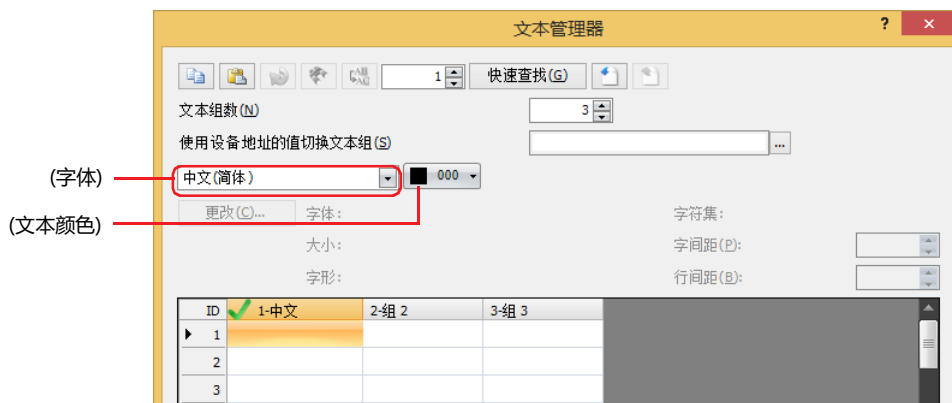 文本管理器 ? ×
1 快速查找(G)
文本组数(N) 3
使用设备地址的值切换文本组(S) ...
(字体) 中文(简体) 000
(文本颜色) 更改(C)... 字体: 字符集:
大小: 字间距(P):
字形: 行间距(B):
ID 1-中文 2-组 2 3-组 3
1
2
3